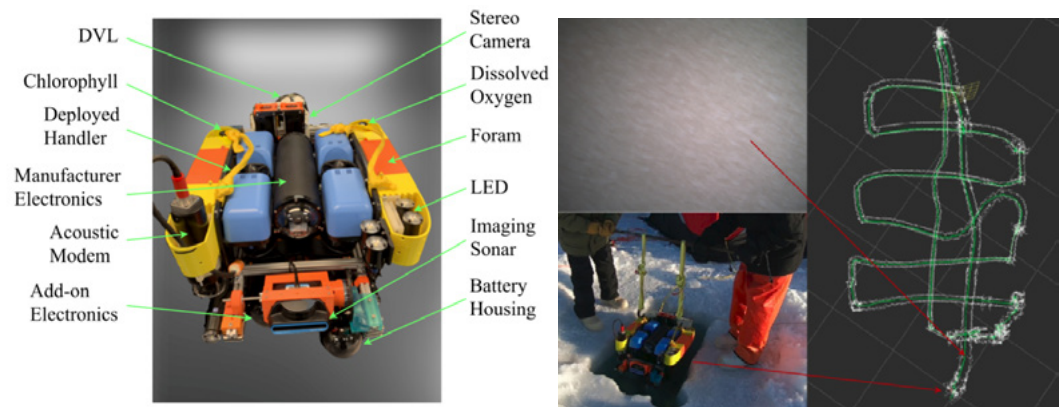 DVL
Chlorophyll
Deployed
Handler
Manufacturer
Electronics
Acoustic
Modem
Add-on
Electronics
Stereo
Camera
Dissolved
Oxygen
Foram
LED
Imaging
Sonar
Battery
Housing